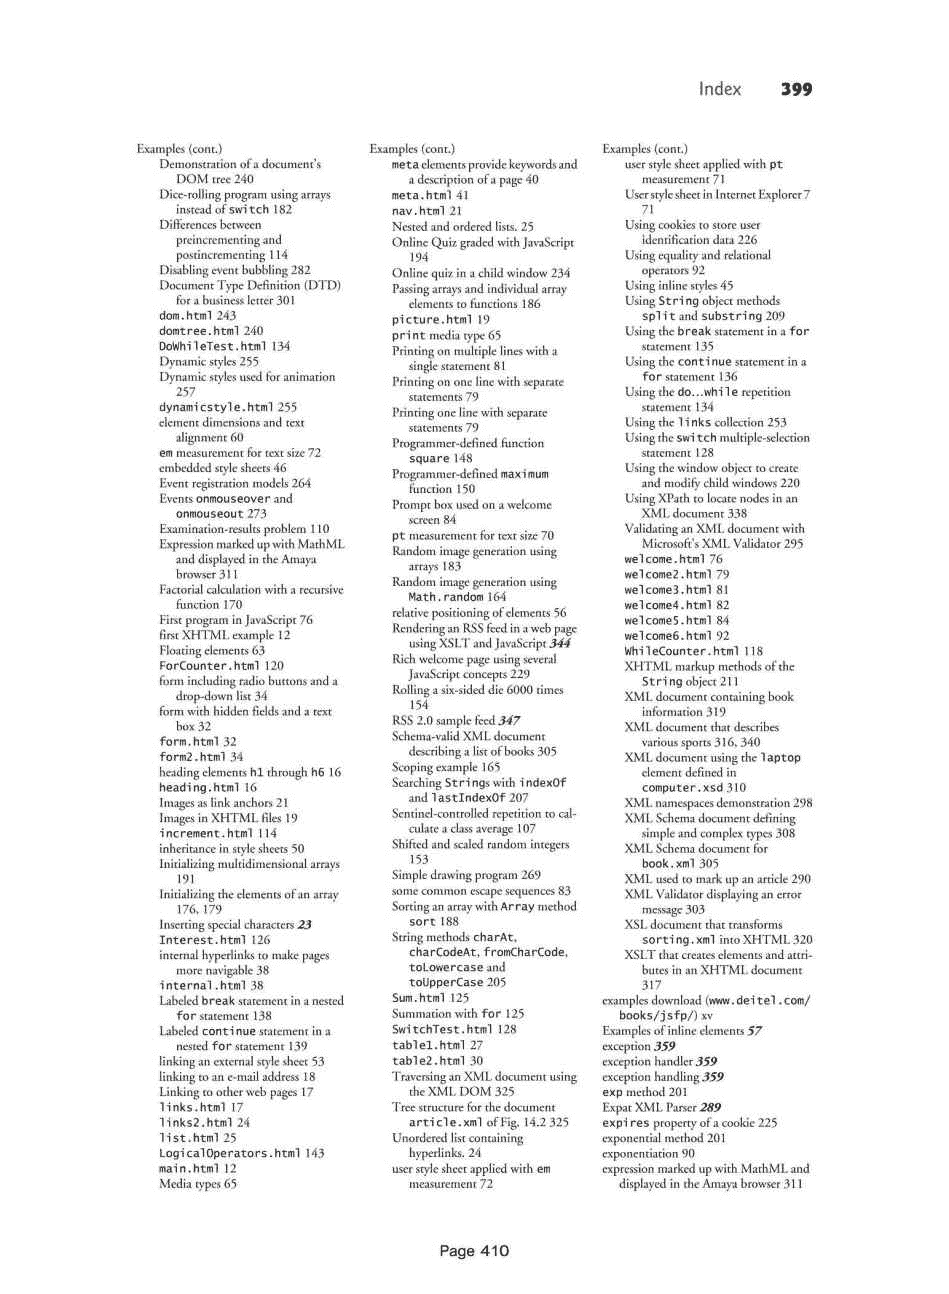 Index 399
Examples (cont.)
Demonstration of a document's
DOM tree 240
Dice-rolling program using arrays
instead of switch 182
Differences between
preincrementing and
postincrementing 114
Disabling event bubbling 282
Document Type Definition (DTD)
for a business letter 301
dom.html 243
domtree.html 240
DoWhileTest.html 134
Dynamic styles 255
Dynamic styles used for animation
257
dynamicstyle.html 255
element dimensions and text
alignment 60
em measurement for text size 72
embedded style sheets 46
Event registration models 264
Events onmouseover and
onmouseout 273
Examination-results problem 110
Expression marked up with MathML
and displayed in the Amaya
browser 311
Factorial calculation with a recursive
function 170
First program in JavaScript 76
first XHTML example 12
Floating elements 63
ForCounter.html 120
form including radio buttons and a
drop-down list 34
form with hidden fields and a text
box 32
form.html 32
form2.html 34
heading elements h1 through h6 16
heading.html 16
Images as link anchors 21
Images in XHTML files 19
increment.html 114
inheritance in style sheets 50
Initializing multidimensional arrays
191
Initializing the elements of an array
176, 179
Inserting special characters 23
Interest.html 126
internal hyperlinks to make pages
more navigable 38
internal.html 38
Labeled break statement in a nested
for statement 138
Labeled continue statement in a
nested for statement 139
linking an external style sheet 53
linking to an e-mail address 18
Linking to other web pages 17
links.html 17
links2.html 24
list.html 25
LogicalOperators.html 143
main.html 12
Media types 65
Examples (cont.)
meta elements provide keywords and
a description of a page 40
meta.html 41
nav.html 21
Nested and ordered lists. 25
Online Quiz graded with JavaScript
194
Online quiz in a child window 234
Passing arrays and individual array
elements to functions 186
picture.html 19
print media type 65
Printing on multiple lines with a
single statement 81
Printing on one line with separate
statements 79
Printing one line with separate
statements 79
Programmer-defined function
square 148
Programmer-defined maximum
function 150
Prompt box used on a welcome
screen 84
pt measurement for text size 70
Random image generation using
arrays 183
Random image generation using
Math.random 164
relative positioning of elements 56
Rendering an RSS feed in a web page
using XSLT and JavaScript 344
Rich welcome page using several
JavaScript concepts 229
Rolling a six-sided die 6000 times
154
RSS 2.0 sample feed 347
Schema-valid XML document
describing a list of books 305
Scoping example 165
Searching Strings with indexOf
and lastIndexOf 207
Sentinel-controlled repetition to cal-
culate a class average 107
Shifted and scaled random integers
153
Simple drawing program 269
some common escape sequences 83
Sorting an array with Array method
sort 188
String methods charAt,
charCodeAt, fromCharCode,
toLowercase and
toUpperCase 205
Sum.html 125
Summation with for 125
SwitchTest.html 128
table1.html 27
table2.html 30
Traversing an XML document using
the XML DOM 325
Tree structure for the document
article.xml of Fig. 14.2 325
Unordered list containing
hyperlinks. 24
user style sheet applied with em
measurement 72
Examples (cont.)
user style sheet applied with pt
measurement 71
User style sheet in Internet Explorer 7
71
Using cookies to store user
identification data 226
Using equality and relational
operators 92
Using inline styles 45
Using String object methods
split and substring 209
Using the break statement in a for
statement 135
Using the continue statement in a
for statement 136
Using the do...while repetition
statement 134
Using the links collection 253
Using the switch multiple-selection
statement 128
Using the window object to create
and modify child windows 220
Using XPath to locate nodes in an
XML document 338
Validating an XML document with
Microsoft's XML Validator 295
welcome.html 76
welcome2.html 79
welcome3.html 81
welcome4.html 82
welcome5.html 84
welcome6.html 92
WhileCounter.html 118
XHTML markup methods of the
String object 211
XML document containing book
information 319
XML document that describes
various sports 316, 340
XML document using the laptop
element defined in
computer.xsd 310
XML namespaces demonstration 298
XML Schema document defining
simple and complex types 308
XML Schema document for
book.xml 305
XML used to mark up an article 290
XML Validator displaying an error
message 303
XSL document that transforms
sorting.xml into XHTML 320
XSLT that creates elements and attri-
butes in an XHTML document
317
examples download (www.deitel.com/
books/jsfp/) xv
Examples of inline elements 57
exception 359
exception handler 359
exception handling 359
exp method 201
Expat XML Parser 289
expires property of a cookie 225
exponential method 201
exponentiation 90
expression marked up with MathML and
displayed in the Amaya browser 311
Page 410